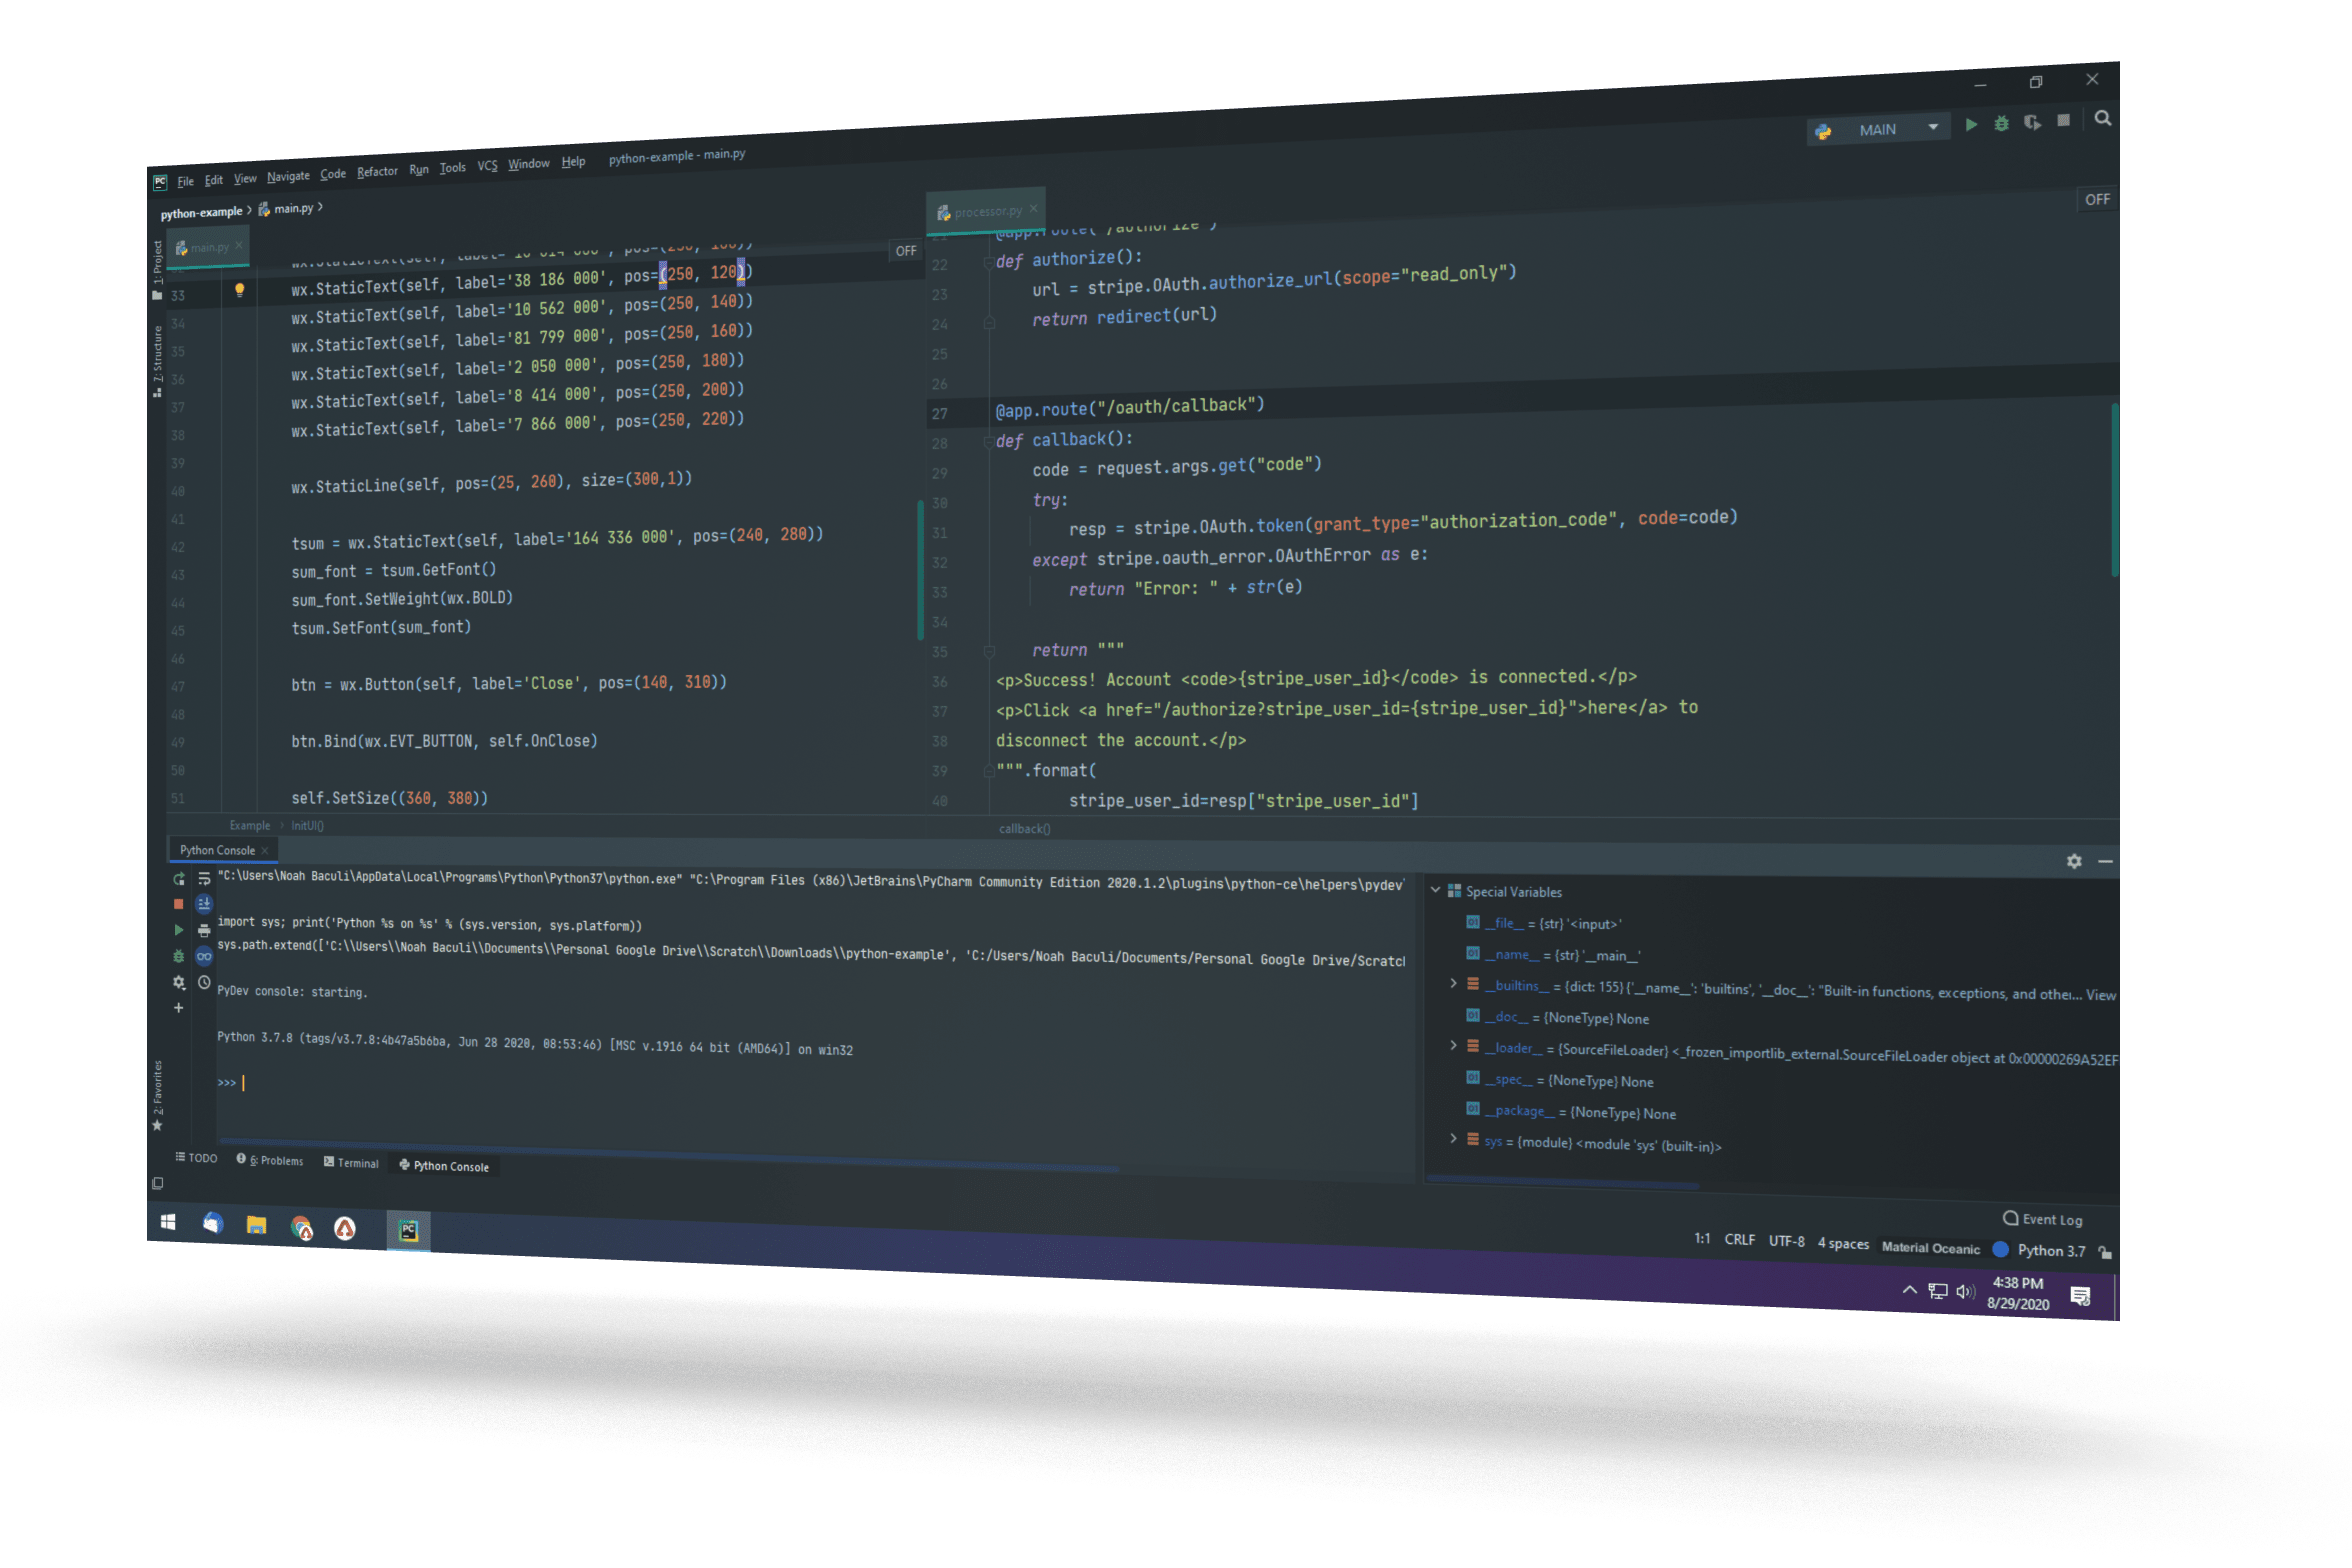 File Edit View Navigate Code Refactor Run Tools VCS Window Help python-example - main.py
MAIN
python-example main.py
1: Project
7: Structure
2: Favorites
main.py
OFF
33 wx.StaticText(self, label='38 186 000', pos=(250, 120))
34 wx.StaticText(self, label='10 562 000', pos=(250, 140))
35 wx.StaticText(self, label='81 799 000', pos=(250, 160))
36 wx.StaticText(self, label='2 050 000', pos=(250, 180))
37 wx.StaticText(self, label='8 414 000', pos=(250, 200))
38 wx.StaticText(self, label='7 866 000', pos=(250, 220))
39
40 wx.StaticLine(self, pos=(25, 260), size=(300,1))
41
42 tsum = wx.StaticText(self, label='164 336 000', pos=(240, 280))
43 sum_font = tsum.GetFont()
44 sum_font.SetWeight(wx.BOLD)
45 tsum.SetFont(sum_font)
46
47 btn = wx.Button(self, label='Close', pos=(140, 310))
48
49 btn.Bind(wx.EVT_BUTTON, self.OnClose)
50
51 self.SetSize((360, 380))
Example InitUI()
processor.py
OFF
21 @app.route("/authorize")
22 def authorize():
23 url = stripe.OAuth.authorize_url(scope="read_only")
24 return redirect(url)
25
26
27 @app.route("/oauth/callback")
28 def callback():
29 code = request.args.get("code")
30 try:
31 resp = stripe.OAuth.token(grant_type="authorization_code", code=code)
32 except stripe.oauth_error.OAuthError as e:
33 return "Error: " + str(e)
34
35 return """
36 <p>Success! Account <code>{stripe_user_id}</code> is connected.</p>
37 <p>Click <a href="/authorize?stripe_user_id={stripe_user_id}">here</a> to
38 disconnect the account.</p>
39 """.format(
40 stripe_user_id=resp["stripe_user_id"]
callback()
Python Console
"C:\Users\Noah Baculi\AppData\Local\Programs\Python\Python37\python.exe" "C:\Program Files (x86)\JetBrains\PyCharm Community Edition 2020.1.2\plugins\python-ce\helpers\pydev
import sys; print('Python %s on %s' % (sys.version, sys.platform))
sys.path.extend(['C:\\Users\\Noah Baculi\\Documents\\Personal Google Drive\\Scratch\\Downloads\\python-example', 'C:/Users/Noah Baculi/Documents/Personal Google Drive/Scratch
PyDev console: starting.
Python 3.7.8 (tags/v3.7.8:4b47a5b6ba, Jun 28 2020, 08:53:46) [MSC v.1916 64 bit (AMD64)] on win32
>>>
Special Variables
__file__ = {str} '<input>'
__name__ = {str} '__main__'
__builtins__ = {dict: 155} {'__name__': 'builtins', '__doc__': "Built-in functions, exceptions, and other... View
__doc__ = {NoneType} None
__loader__ = {SourceFileLoader} <_frozen_importlib_external.SourceFileLoader object at 0x00000269A52EF
__spec__ = {NoneType} None
__package__ = {NoneType} None
sys = {module} <module 'sys' (built-in)>
TODO 6: Problems Terminal Python Console
Event Log
1:1 CRLF UTF-8 4 spaces Material Oceanic Python 3.7
4:38 PM
8/29/2020